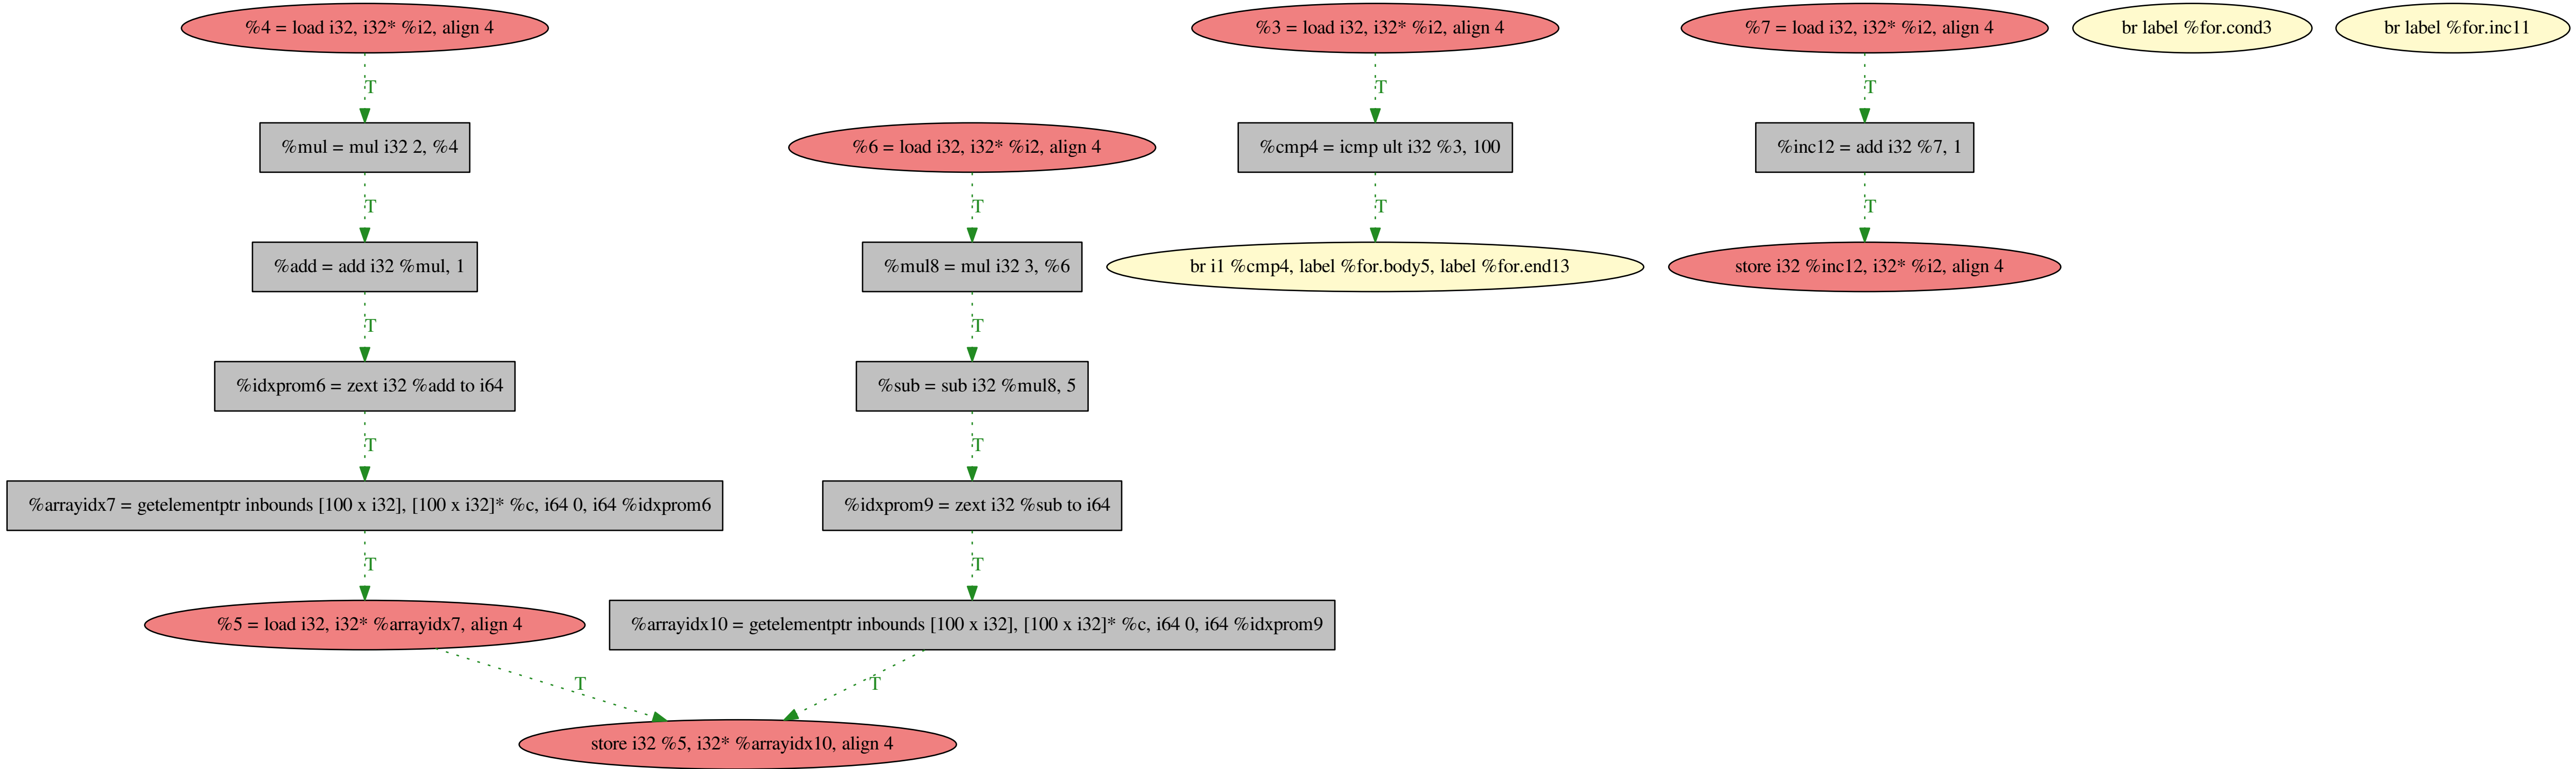 %4 = load i32, i32* %i2, align 4
%3 = load i32, i32* %i2, align 4
%7 = load i32, i32* %i2, align 4
br label %for.cond3
br label %for.inc11
T
T
T
%mul = mul i32 2, %4
%6 = load i32, i32* %i2, align 4
%cmp4 = icmp ult i32 %3, 100
%inc12 = add i32 %7, 1
T
T
T
T
%add = add i32 %mul, 1
%mul8 = mul i32 3, %6
br i1 %cmp4, label %for.body5, label %for.end13
store i32 %inc12, i32* %i2, align 4
T
T
%idxprom6 = zext i32 %add to i64
%sub = sub i32 %mul8, 5
T
T
%arrayidx7 = getelementptr inbounds [100 x i32], [100 x i32]* %c, i64 0, i64 %idxprom6
%idxprom9 = zext i32 %sub to i64
T
T
%5 = load i32, i32* %arrayidx7, align 4
%arrayidx10 = getelementptr inbounds [100 x i32], [100 x i32]* %c, i64 0, i64 %idxprom9
T
T
store i32 %5, i32* %arrayidx10, align 4